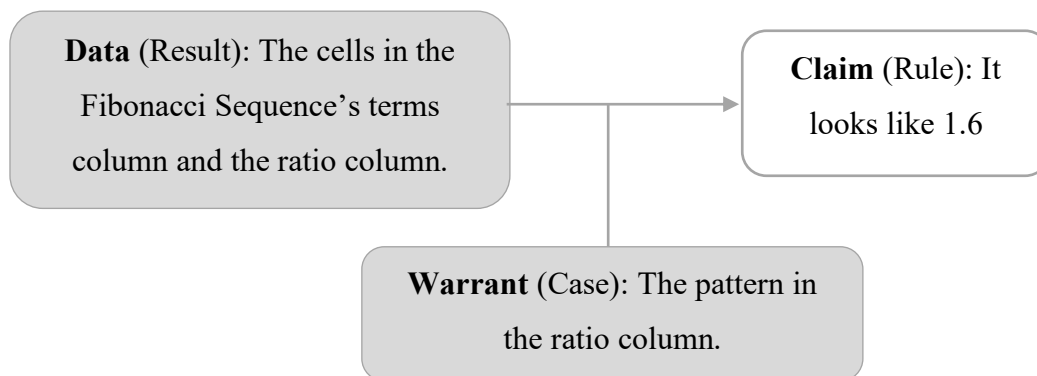 Data (Result): The cells in the
Fibonacci Sequence’s terms
column and the ratio column.
Claim (Rule): It
looks like 1.6
Warrant (Case): The pattern in
the ratio column.